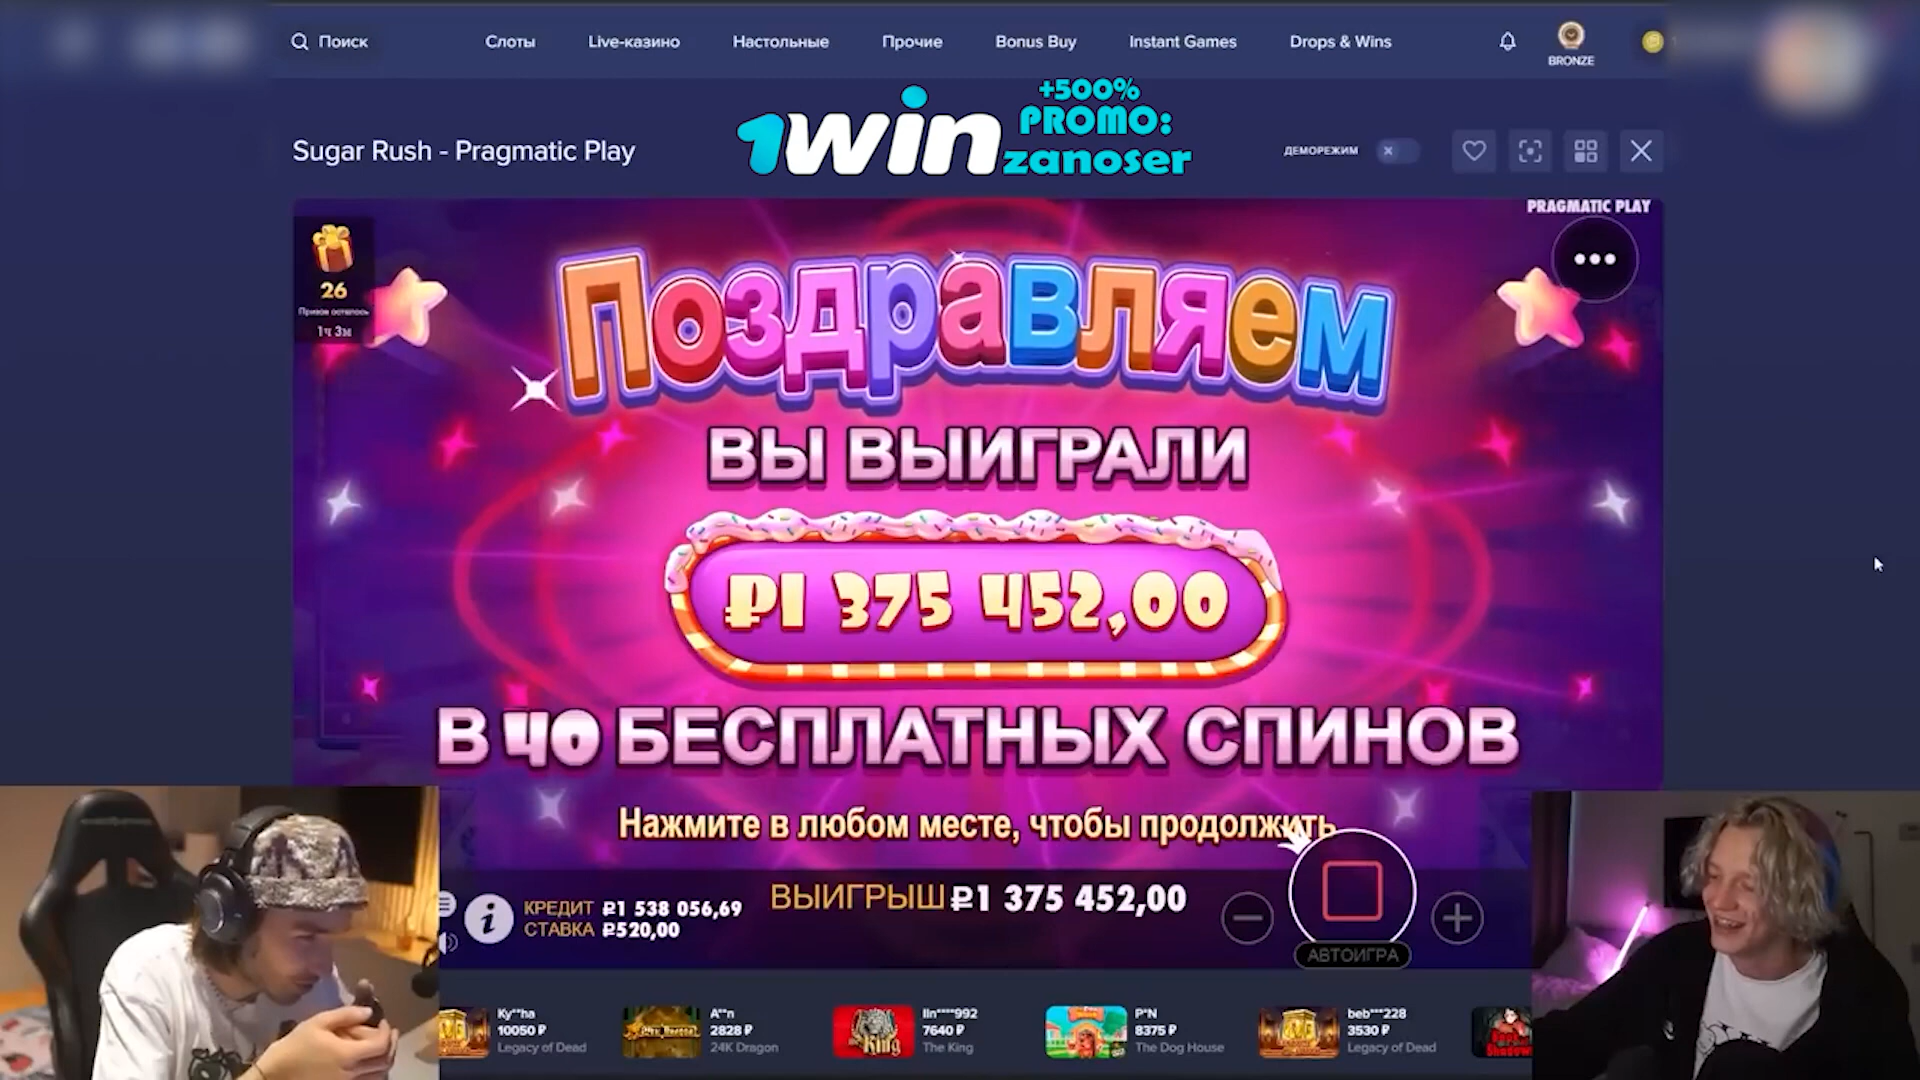 Поиск
Слоты
Live-казино
Настольные
Прочие
Bonus Buy
Instant Games
Drops & Wins
BRONZE
Sugar Rush - Pragmatic Play
1win
+500%
PROMO:
zanoser
ДЕМОРЕЖИМ
PRAGMATIC PLAY
26
Призов осталось
1ч 3м
Поздравляем
ВЫ ВЫИГРАЛИ
₽1 375 452,00
В 40 БЕСПЛАТНЫХ СПИНОВ
Нажмите в любом месте, чтобы продолжить
КРЕДИТ ₽1 538 056,69
СТАВКА ₽520,00
ВЫИГРЫШ ₽1 375 452,00
АВТОИГРА
Ky**ha
10050 ₽
Legacy of Dead
A**n
2828 ₽
24K Dragon
lin****992
7640 ₽
The King
P*N
8375 ₽
The Dog House
beb***228
3530 ₽
Legacy of Dead